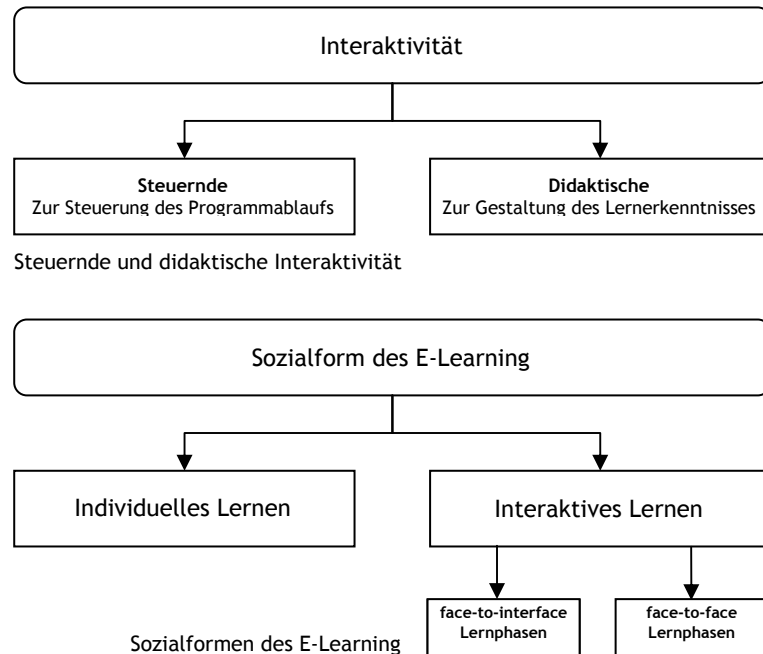 Interaktivität
Steuernde
Zur Steuerung des Programmablaufs
Didaktische
Zur Gestaltung des Lernerkenntnisses
Steuernde und didaktische Interaktivität
Sozialform des E-Learning
Individuelles Lernen
Interaktives Lernen
face-to-interface
Lernphasen
face-to-face
Lernphasen
Sozialformen des E-Learning